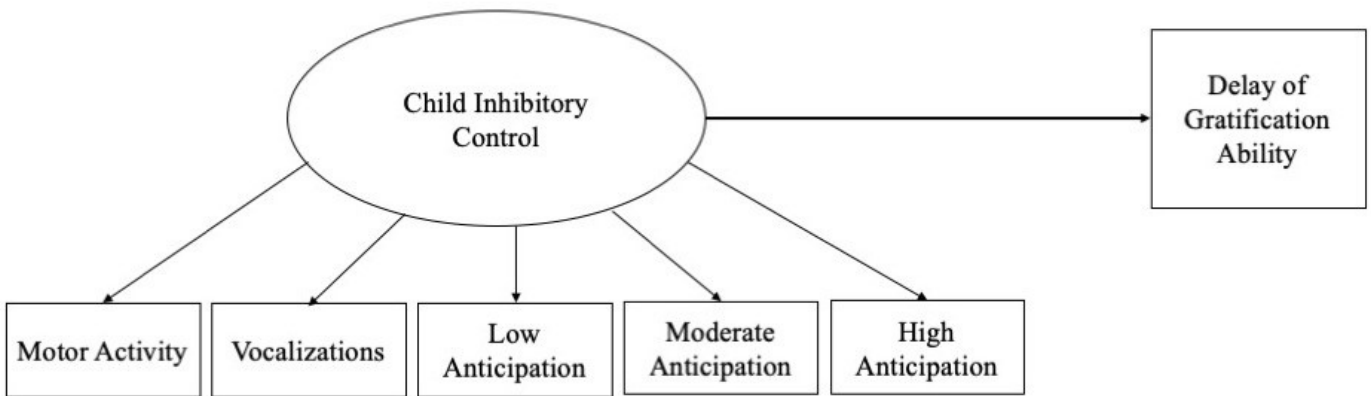 Child Inhibitory
Control
Delay of
Gratification
Ability
Motor Activity
Vocalizations
Low
Anticipation
Moderate
Anticipation
High
Anticipation